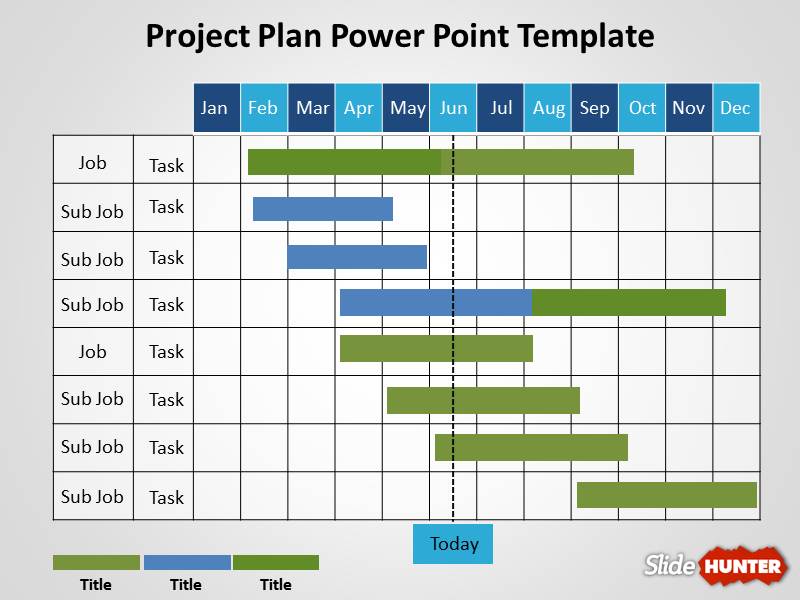 Project Plan Power Point Template
Jan Feb Mar Apr May Jun Jul Aug Sep Oct Nov Dec
Job Task
Sub Job Task
Sub Job Task
Sub Job Task
Job Task
Sub Job Task
Sub Job Task
Sub Job Task
Today
Title Title Title
Slide HUNTER